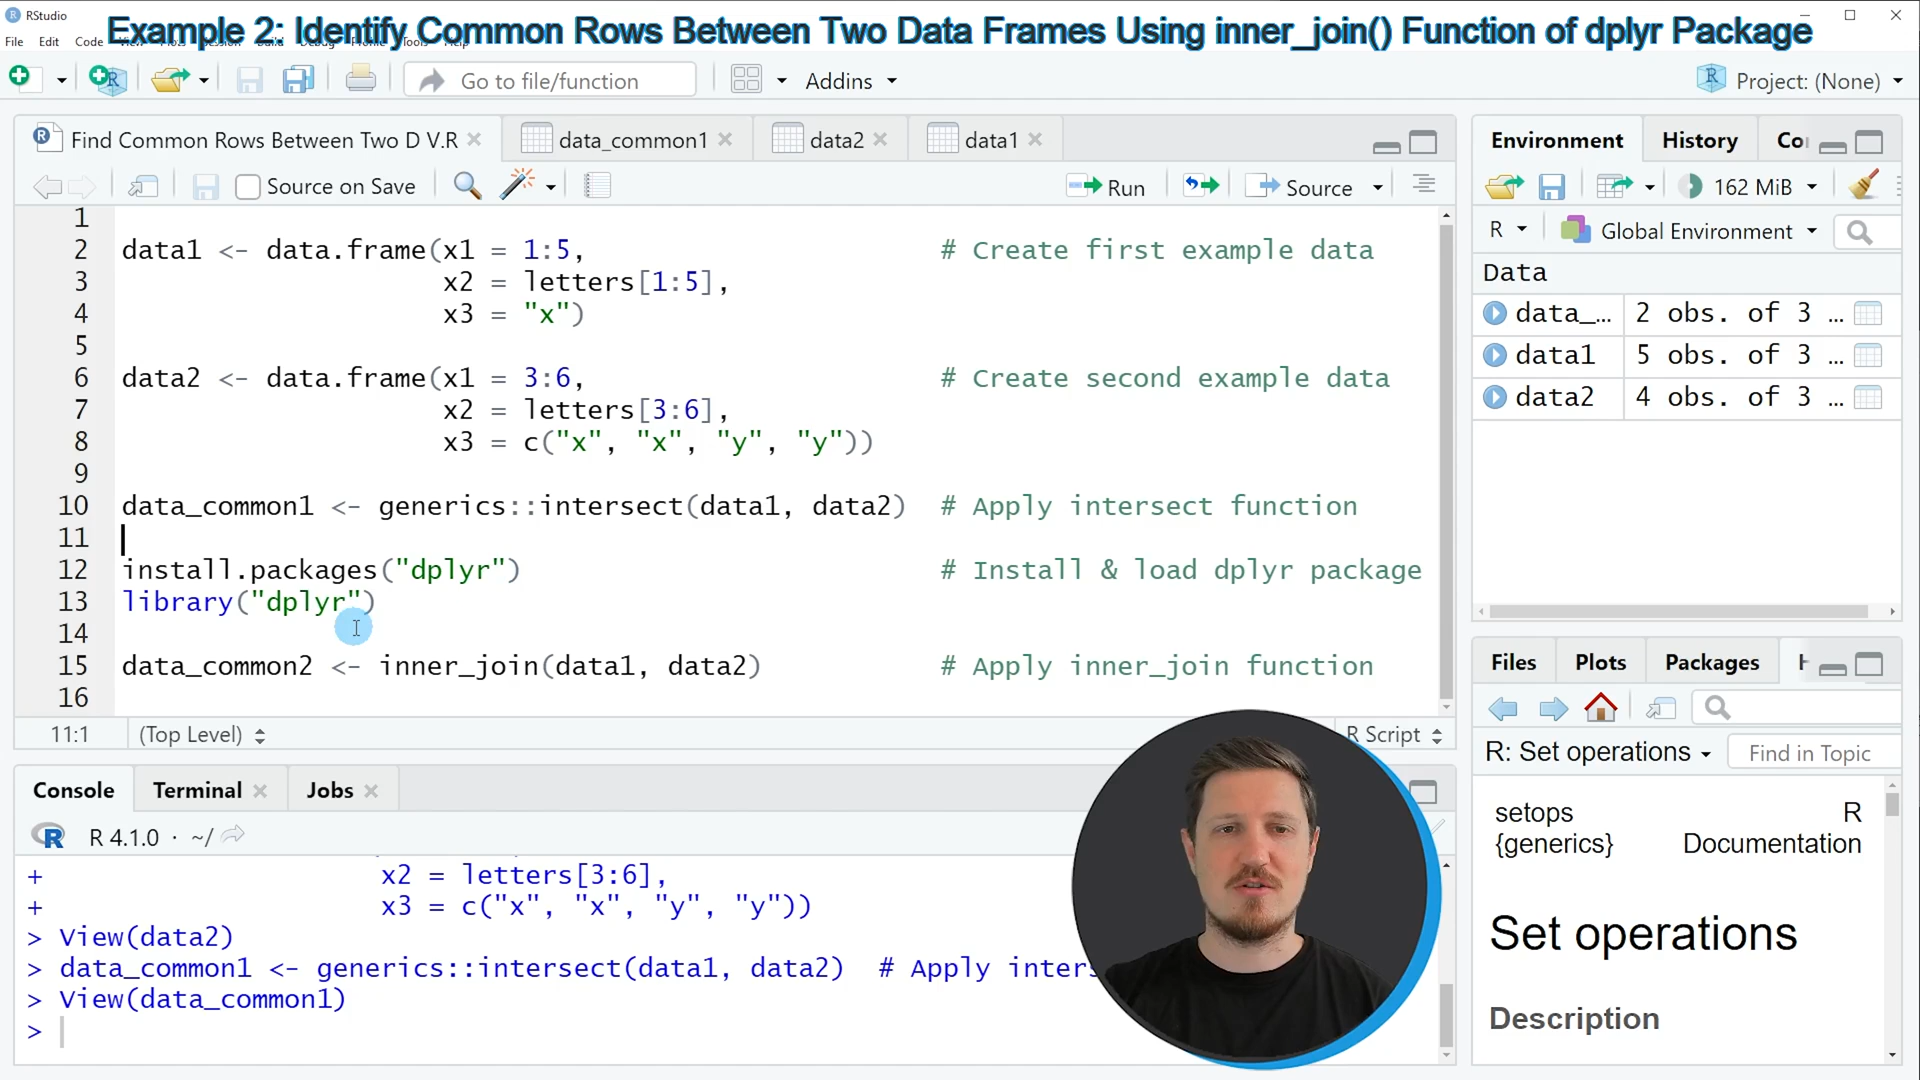 RStudio
Example 2: Identify Common Rows Between Two Data Frames Using inner_join() Function of dplyr Package
File Edit Code
Go to file/function
Addins
Project: (None)
Find Common Rows Between Two D V.R
data_common1
data2
data1
Source on Save
Run
Source
1
2 data1 <- data.frame(x1 = 1:5, # Create first example data
3 x2 = letters[1:5],
4 x3 = "x")
5
6 data2 <- data.frame(x1 = 3:6, # Create second example data
7 x2 = letters[3:6],
8 x3 = c("x", "x", "y", "y"))
9
10 data_common1 <- generics::intersect(data1, data2) # Apply intersect function
11
12 install.packages("dplyr") # Install & load dplyr package
13 library("dplyr")
14
15 data_common2 <- inner_join(data1, data2) # Apply inner_join function
16
11:1 (Top Level) R Script
Console Terminal Jobs
R 4.1.0 · ~/
+ x2 = letters[3:6],
+ x3 = c("x", "x", "y", "y"))
> View(data2)
> data_common1 <- generics::intersect(data1, data2) # Apply inters
> View(data_common1)
>
Environment History Co
162 MiB
R Global Environment
Data
data_... 2 obs. of 3 ...
data1 5 obs. of 3 ...
data2 4 obs. of 3 ...
Files Plots Packages
R: Set operations Find in Topic
setops R
{generics} Documentation
Set operations
Description